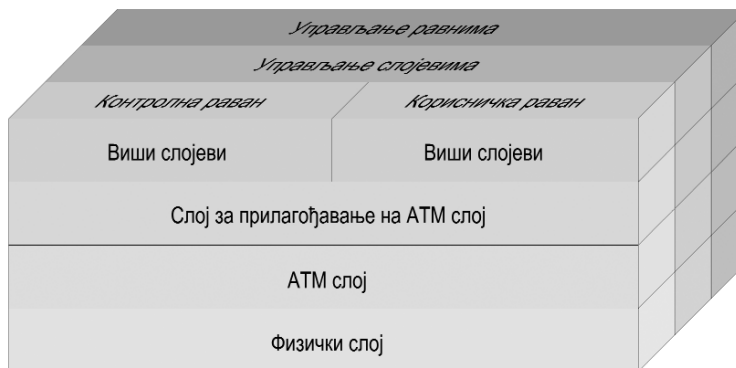 Управљање равнима
Управљање слојевима
Контролна раван
Корисничка раван
Виши слојеви
Виши слојеви
Слој за прилагођавање на АТМ слој
АТМ слој
Физички слој